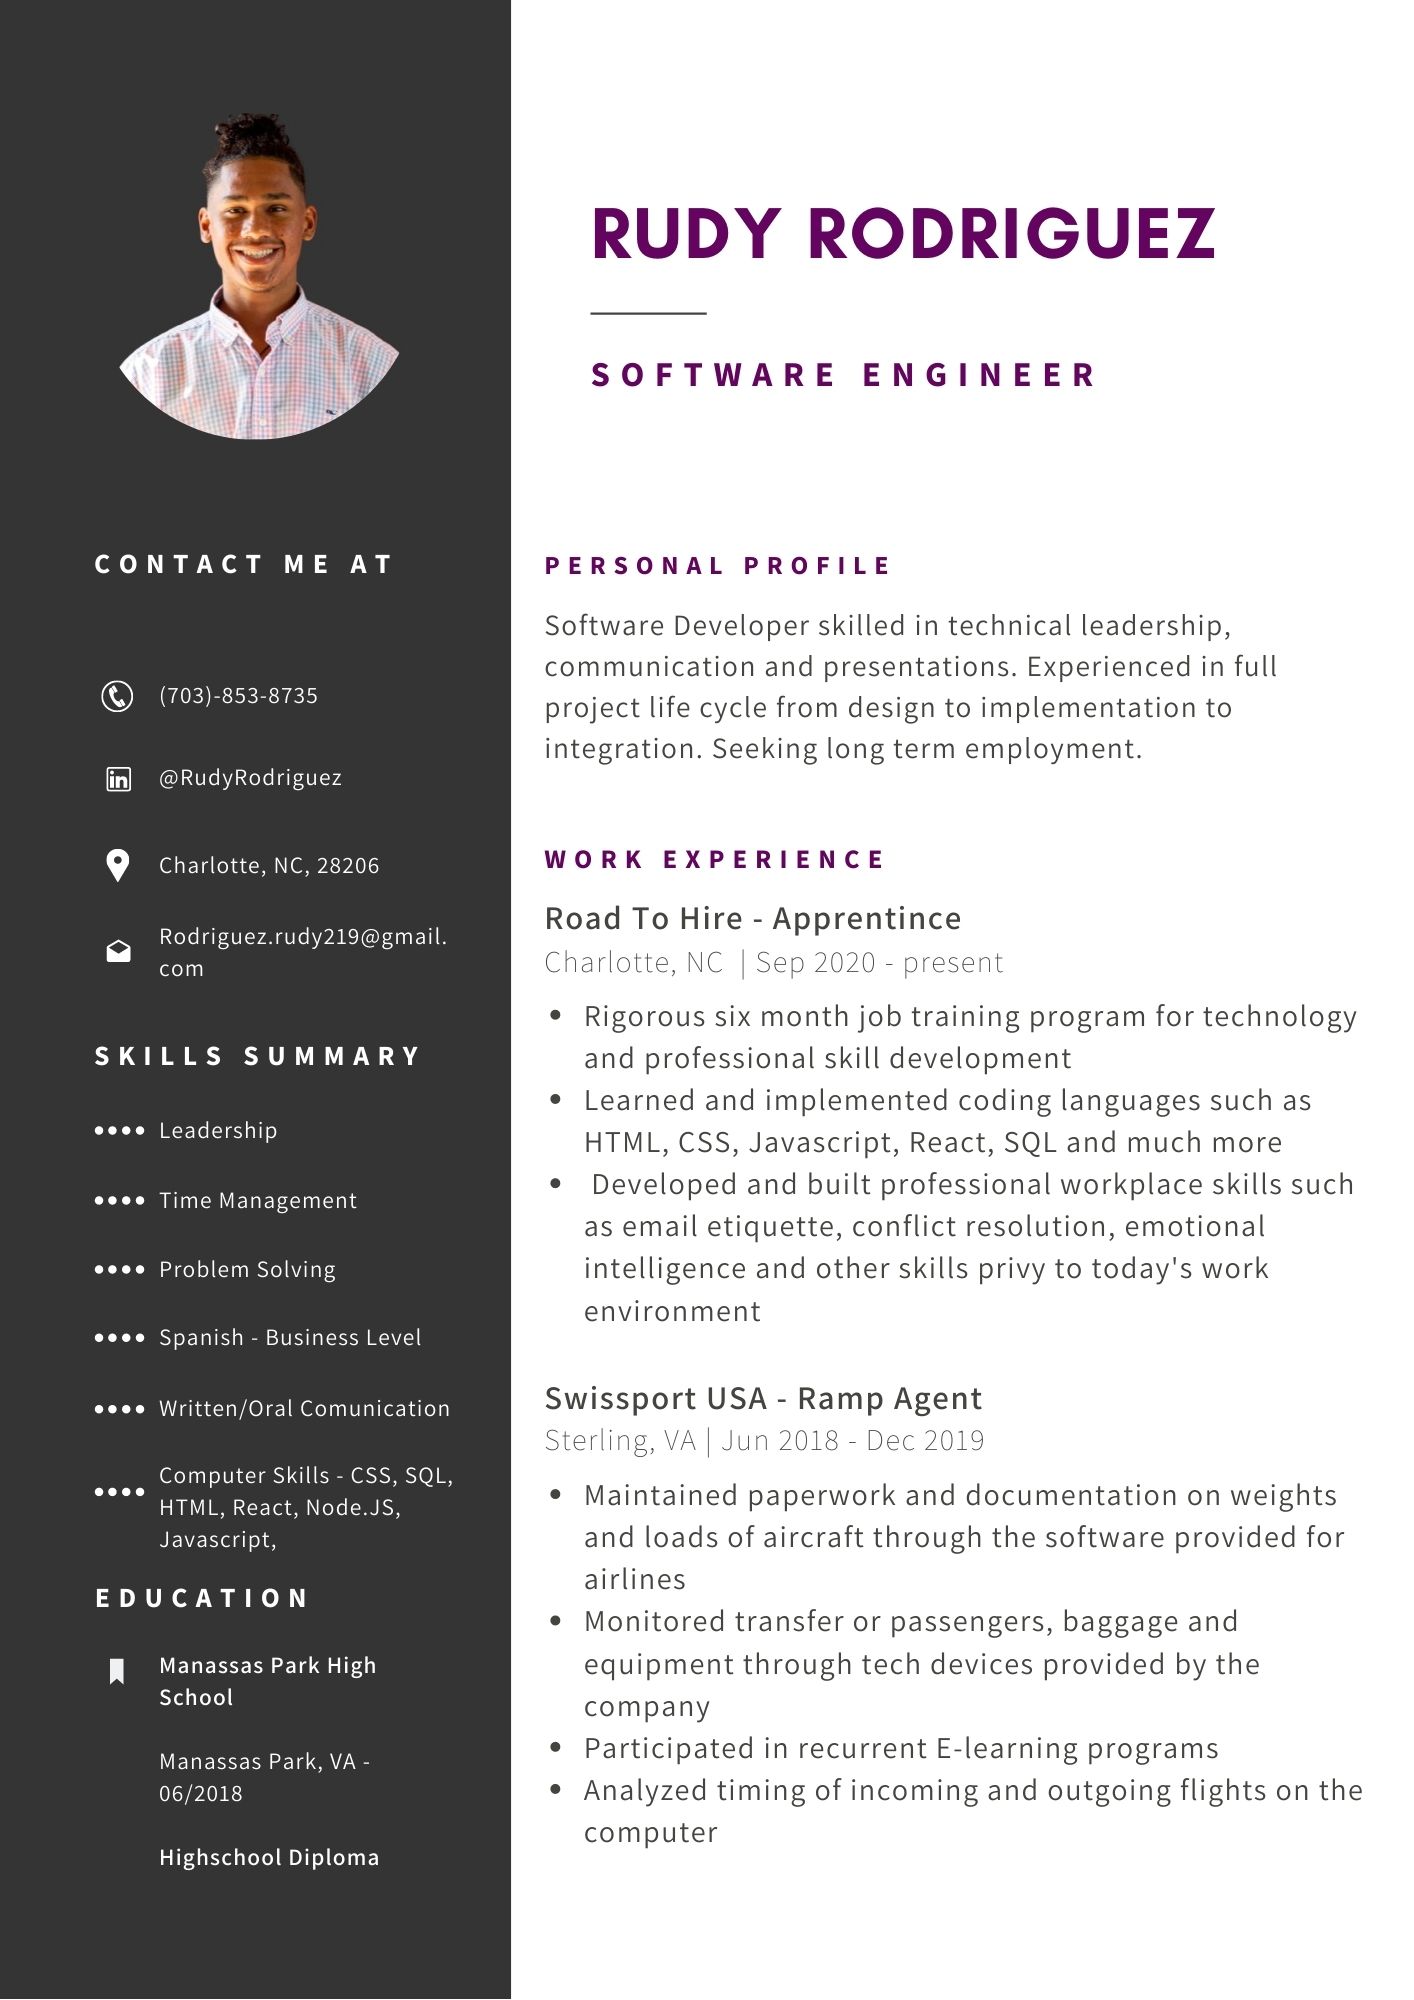 RUDY RODRIGUEZ
SOFTWARE ENGINEER
CONTACT ME AT
(703)-853-8735
@RudyRodriguez
Charlotte, NC, 28206
Rodriguez.rudy219@gmail.
com
SKILLS SUMMARY
Leadership
Time Management
Problem Solving
Spanish - Business Level
Written/Oral Comunication
Computer Skills - CSS, SQL,
HTML, React, Node.JS,
Javascript,
EDUCATION
Manassas Park High
School
Manassas Park, VA -
06/2018
Highschool Diploma
PERSONAL PROFILE
Software Developer skilled in technical leadership,
communication and presentations. Experienced in full
project life cycle from design to implementation to
integration. Seeking long term employment.
WORK EXPERIENCE
Road To Hire - Apprentince
Charlotte, NC | Sep 2020 - present
• Rigorous six month job training program for technology
and professional skill development
• Learned and implemented coding languages such as
HTML, CSS, Javascript, React, SQL and much more
• Developed and built professional workplace skills such
as email etiquette, conflict resolution, emotional
intelligence and other skills privy to today's work
environment
Swissport USA - Ramp Agent
Sterling, VA | Jun 2018 - Dec 2019
• Maintained paperwork and documentation on weights
and loads of aircraft through the software provided for
airlines
• Monitored transfer or passengers, baggage and
equipment through tech devices provided by the
company
• Participated in recurrent E-learning programs
• Analyzed timing of incoming and outgoing flights on the
computer